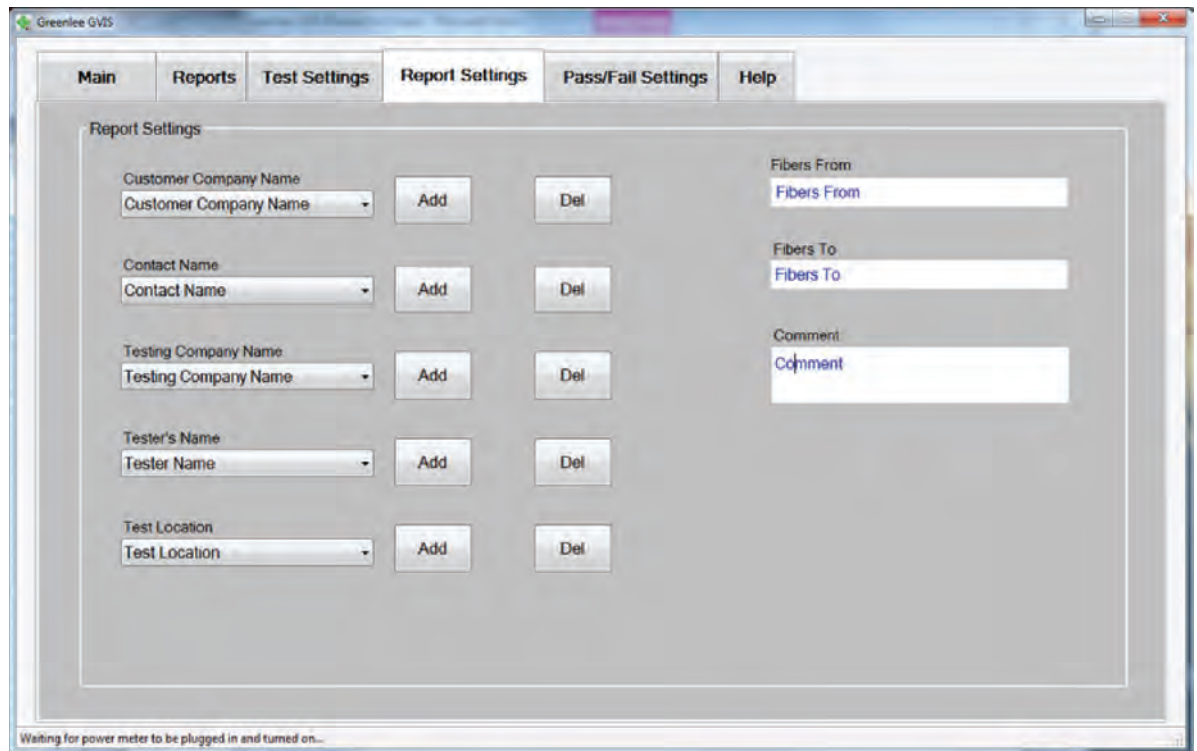 Greenlee GVIS
Main Reports Test Settings Report Settings Pass/Fail Settings Help
Report Settings
Customer Company Name
Customer Company Name Add Del
Contact Name
Contact Name Add Del
Testing Company Name
Testing Company Name Add Del
Tester's Name
Tester Name Add Del
Test Location
Test Location Add Del
Fibers From
Fibers From
Fibers To
Fibers To
Comment
Comment
Waiting for power meter to be plugged in and turned on...